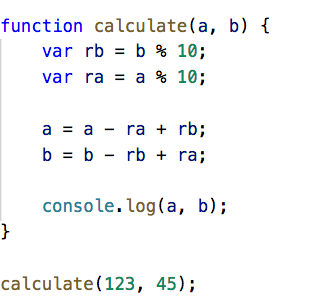 function calculate(a, b) {
    var rb = b % 10;
    var ra = a % 10;

    a = a - ra + rb;
    b = b - rb + ra;

    console.log(a, b);
}

calculate(123, 45);